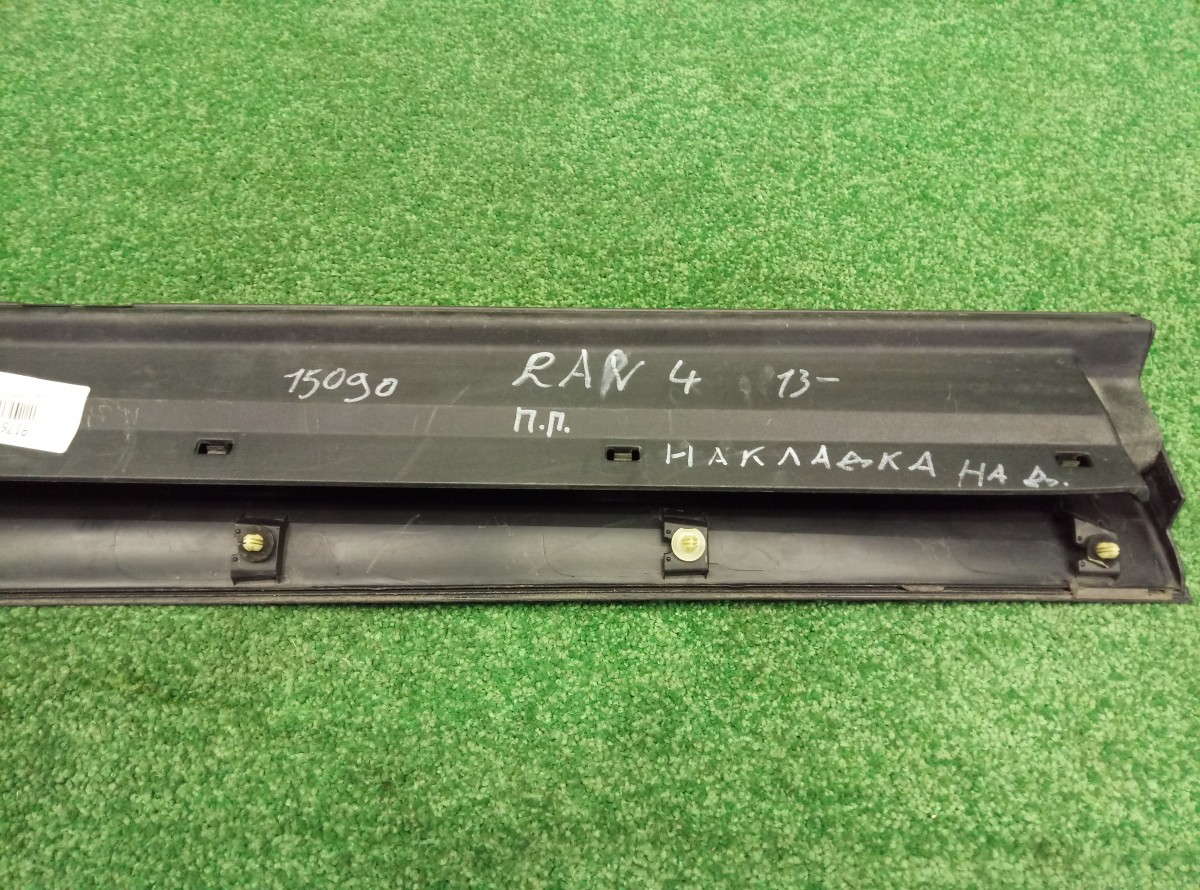 15090 RAV 4 13-
П.П.
НАКЛАДКА НА Д.